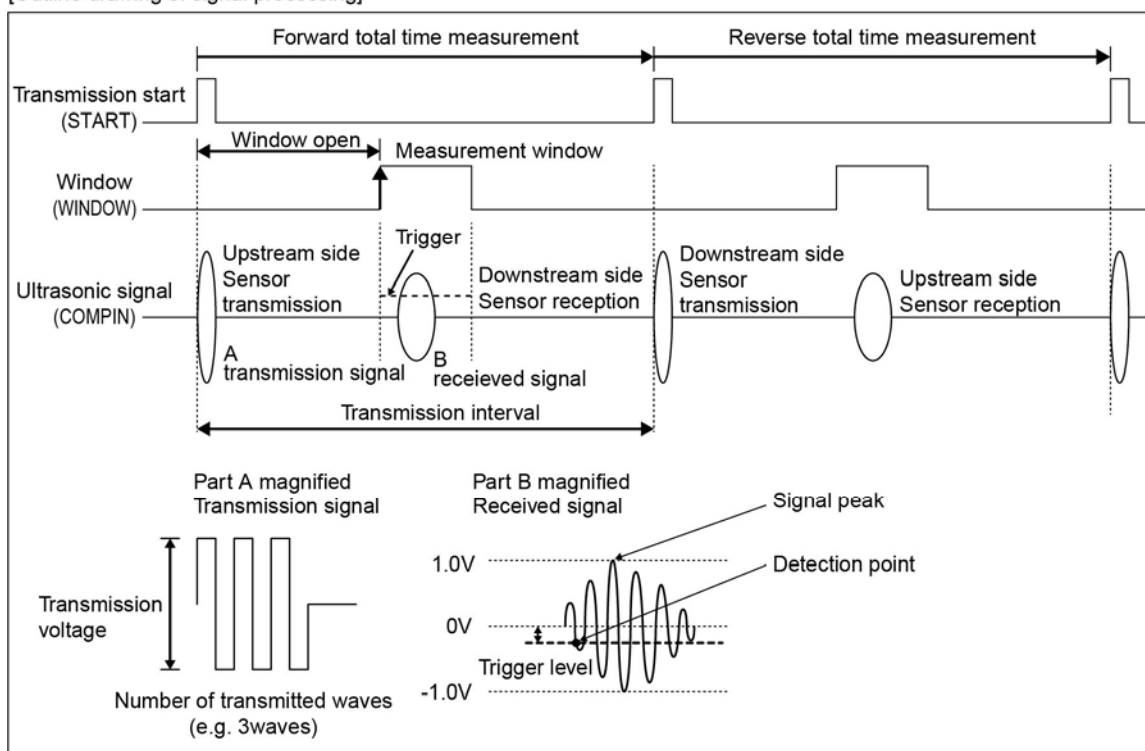 Forward total time measurement
Reverse total time measurement
Transmission start
(START)
Window open
Measurement window
Window
(WINDOW)
Trigger
Upstream side
Sensor
transmission
Downstream side
Sensor reception
Downstream side
Sensor
transmission
Upstream side
Sensor reception
Ultrasonic signal
(COMPIN)
A
transmission signal
B
receieved signal
Transmission interval
Part A magnified
Transmission signal
Part B magnified
Received signal
Signal peak
1.0V
Detection point
Transmission
voltage
0V
Trigger level
-1.0V
Number of transmitted waves
(e.g. 3waves)